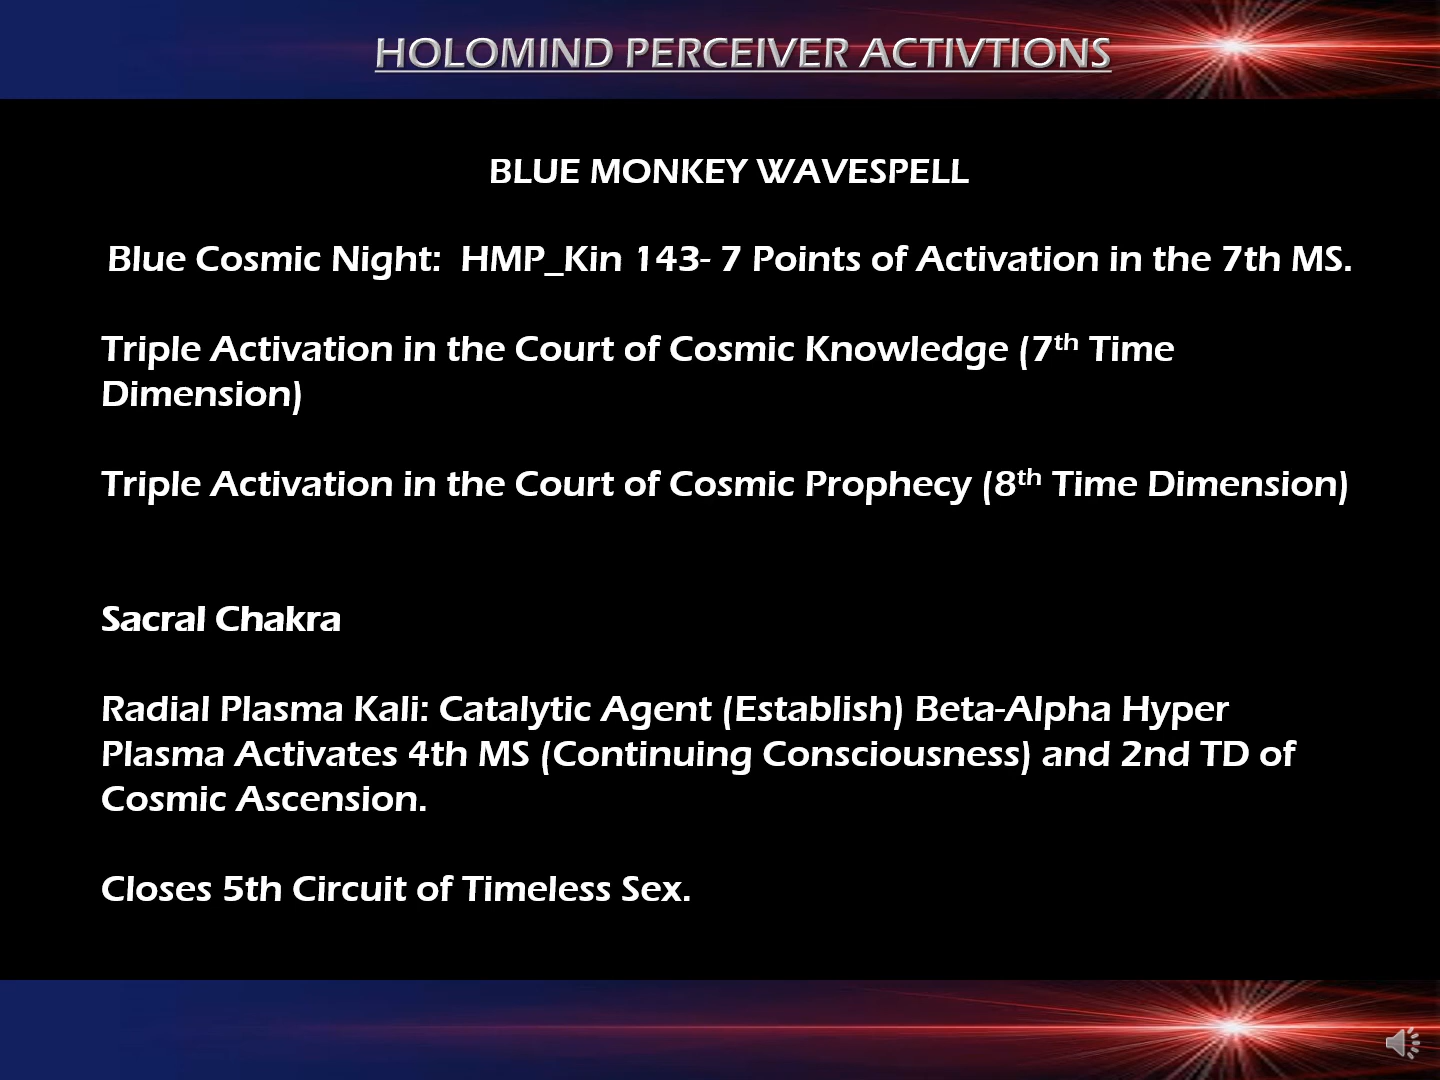 HOLOMIND PERCEIVER ACTIVTIONS
BLUE MONKEY WAVESPELL
Blue Cosmic Night:  HMP_Kin 143- 7 Points of Activation in the 7th MS.
Triple Activation in the Court of Cosmic Knowledge (7th Time
Dimension)
Triple Activation in the Court of Cosmic Prophecy (8th Time Dimension)
Sacral Chakra
Radial Plasma Kali: Catalytic Agent (Establish) Beta-Alpha Hyper
Plasma Activates 4th MS (Continuing Consciousness) and 2nd TD of
Cosmic Ascension.
Closes 5th Circuit of Timeless Sex.